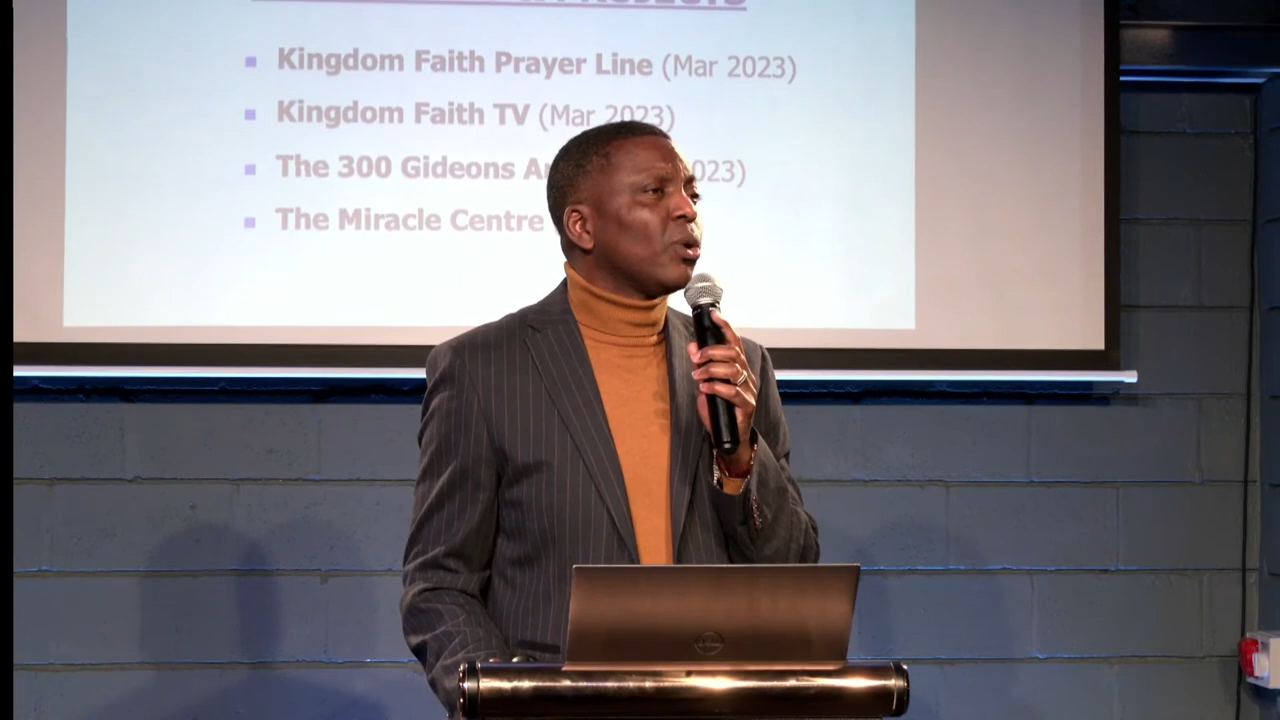 Kingdom Faith Prayer Line (Mar 2023)
Kingdom Faith TV (Mar 2023)
The 300 Gideons 023)
The Miracle Centre